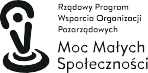 Rządowy Program
Wsparcia Organizacji
Pozarządowych
Moc Małych
Społeczności